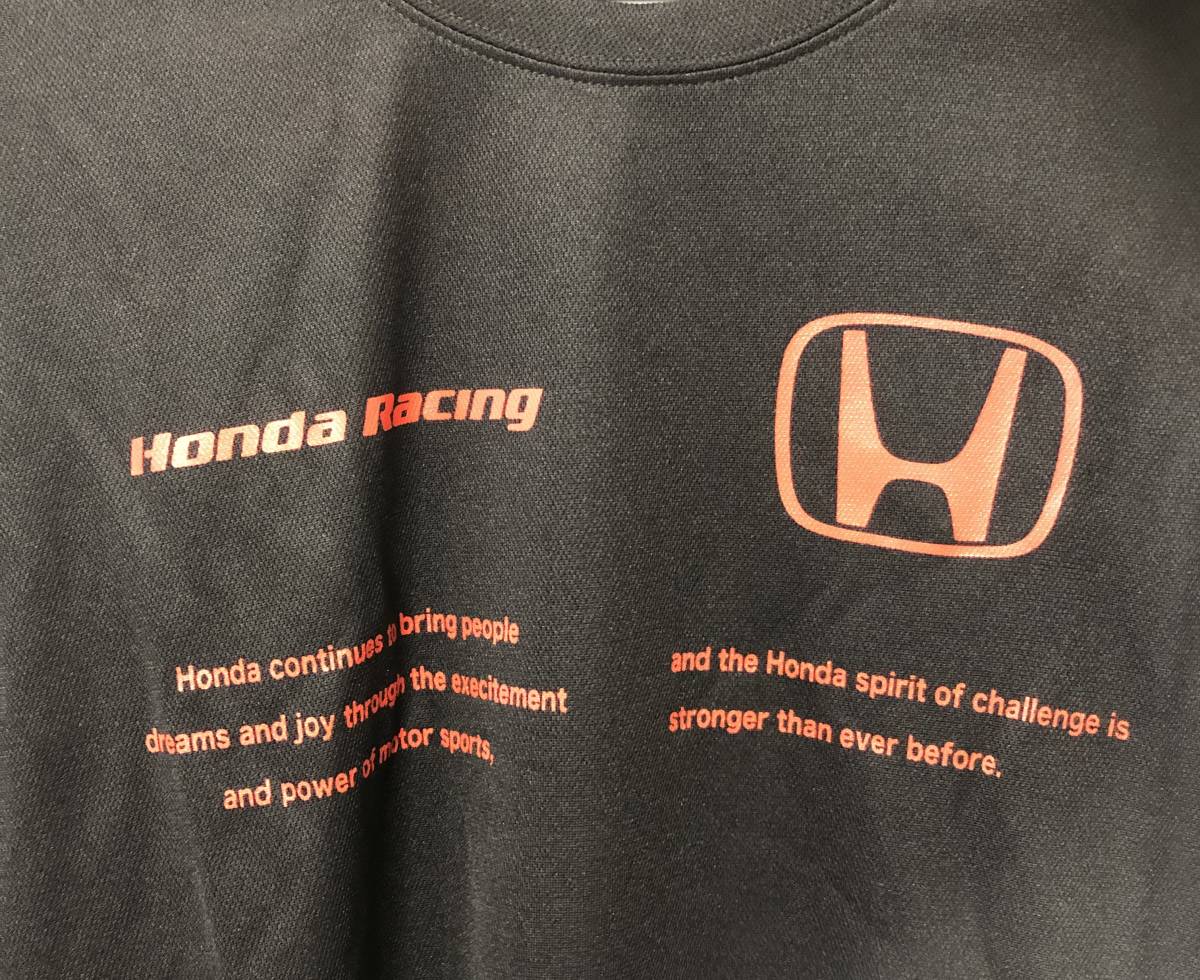 Honda Racing
Honda continues to bring people
dreams and joy through the execitement
and power of motor sports,
and the Honda spirit of challenge is
stronger than ever before.